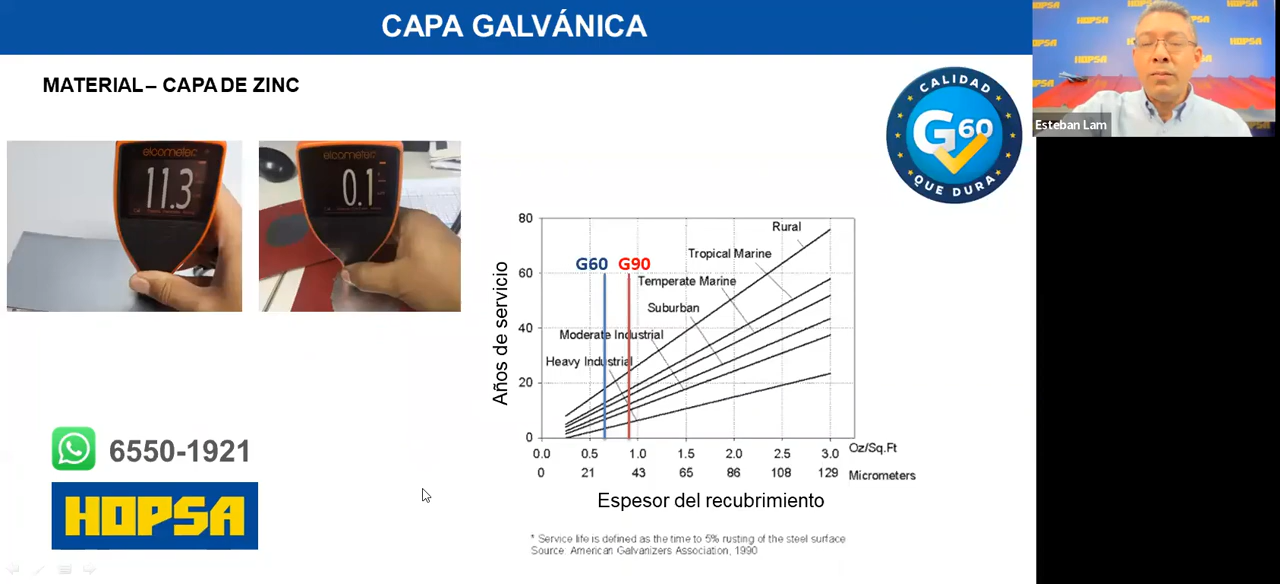 CAPA GALVÁNICA
MATERIAL – CAPA DE ZINC
CALIDAD
G60
QUE DURA
HOPSA
HOPSA
HOPSA
HOPSA
Esteban Lam
elcometer
11.3
elcometer
0.1
Años de servicio
80
60
40
20
0
G60 G90
Rural
Tropical Marine
Temperate Marine
Suburban
Moderate Industrial
Heavy Industrial
0.0 0.5 1.0 1.5 2.0 2.5 3.0 Oz/Sq.Ft
0 21 43 65 86 108 129 Micrometers
Espesor del recubrimiento
* Service life is defined as the time to 5% rusting of the steel surface
Source American Galvanizers Association, 1990
6550-1921
HOPSA